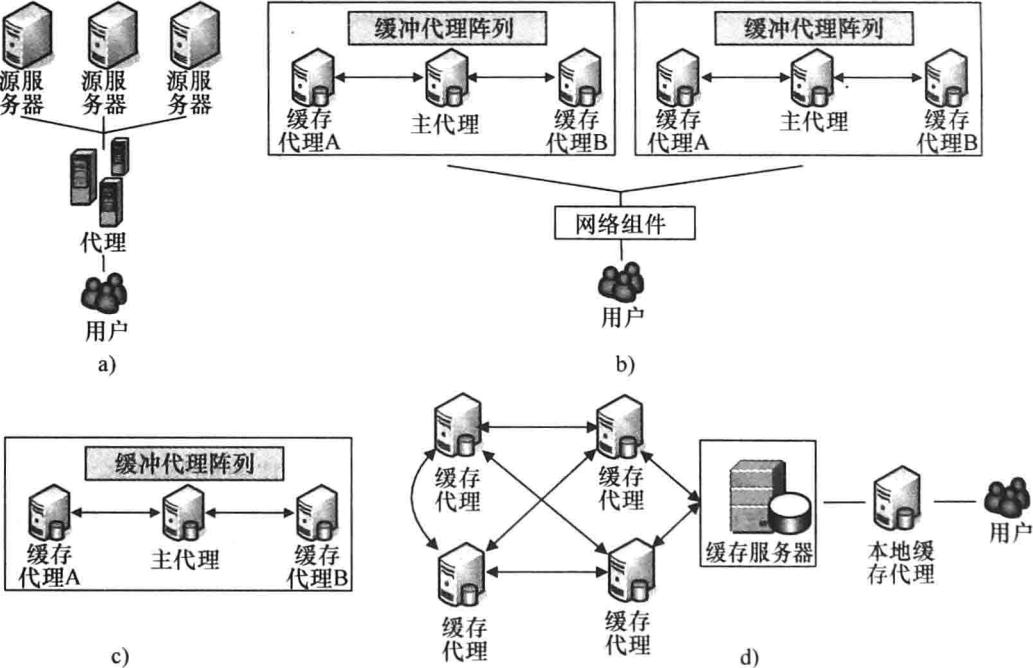 源服 源服 源服
务器 务器 务器
代理
用户
a)
缓冲代理阵列
缓存
代理A
主代理
缓存
代理B
缓冲代理阵列
缓存
代理A
主代理
缓存
代理B
网络组件
用户
b)
缓冲代理阵列
缓存
代理A
主代理
缓存
代理B
c)
缓存
代理
缓存
代理
缓存
代理
缓存
代理
缓存服务器
本地缓
存代理
用户
d)